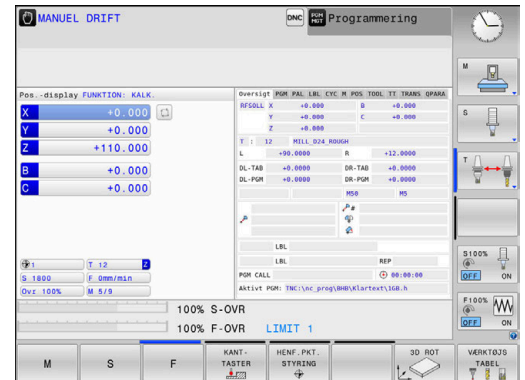 MANUEL DRIFT
DNC
PGM MGT
Programmering
Pos.-display FUNKTION: KALK.
X +0.000
Y +0.000
Z +110.000
B +0.000
C +0.000
1
T 12 Z
S 1800 F 0mm/min
Ovr 100% M 5/9
Oversigt PGM PAL LBL CYC M POS TOOL TT TRANS QPARA
RFSOLL X +0.000 B +0.000
Y +0.000 C +0.000
Z +0.000
T : 12 MILL_D24_ROUGH
L +90.0000 R +12.0000
DL-TAB +0.0000 DR-TAB +0.0000
DL-PGM +0.0000 DR-PGM +0.0000
M50 M5
LBL
LBL REP
PGM CALL 00:00:00
Aktivt PGM: TNC:\nc_prog\BHB\Klartext\1GB.h
100% S-OVR
100% F-OVR LIMIT 1
M
S
T
S100%
OFF ON
F100%
OFF ON
M
S
F
KANT-
TASTER
HENF.PKT.
STYRING
3D ROT
VÆRKTØJS
TABEL